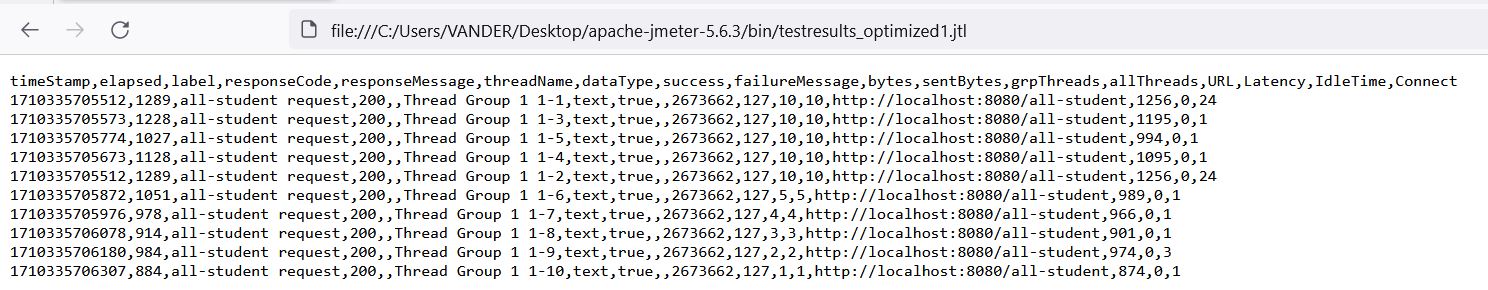 file:///C:/Users/VANDER/Desktop/apache-jmeter-5.6.3/bin/testresults_optimized1.jtl
timeStamp,elapsed,label,responseCode,responseMessage,threadName,dataType,success,failureMessage,bytes,sentBytes,grpThreads,allThreads,URL,Latency,IdleTime,Connect
1710335705512,1289,all-student request,200,,Thread Group 1 1-1,text,true,,2673662,127,10,10,http://localhost:8080/all-student,1256,0,24
1710335705573,1228,all-student request,200,,Thread Group 1 1-3,text,true,,2673662,127,10,10,http://localhost:8080/all-student,1195,0,1
1710335705774,1027,all-student request,200,,Thread Group 1 1-5,text,true,,2673662,127,10,10,http://localhost:8080/all-student,994,0,1
1710335705673,1128,all-student request,200,,Thread Group 1 1-4,text,true,,2673662,127,10,10,http://localhost:8080/all-student,1095,0,1
1710335705512,1289,all-student request,200,,Thread Group 1 1-2,text,true,,2673662,127,10,10,http://localhost:8080/all-student,1256,0,24
1710335705872,1051,all-student request,200,,Thread Group 1 1-6,text,true,,2673662,127,5,5,http://localhost:8080/all-student,989,0,1
1710335705976,978,all-student request,200,,Thread Group 1 1-7,text,true,,2673662,127,4,4,http://localhost:8080/all-student,966,0,1
1710335706078,914,all-student request,200,,Thread Group 1 1-8,text,true,,2673662,127,3,3,http://localhost:8080/all-student,901,0,1
1710335706180,984,all-student request,200,,Thread Group 1 1-9,text,true,,2673662,127,2,2,http://localhost:8080/all-student,974,0,3
1710335706307,884,all-student request,200,,Thread Group 1 1-10,text,true,,2673662,127,1,1,http://localhost:8080/all-student,874,0,1